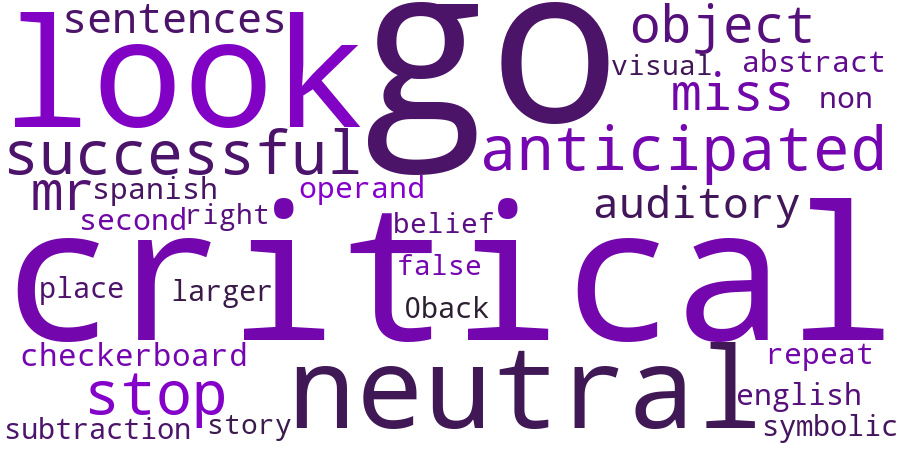 sentences
look
go
object
visual
abstract
miss
non
successful
anticipated
mr
spanish
operand
second
right
auditory
belief
critical
false
place
larger
0back
checkerboard
neutral
repeat
stop
english
subtraction
story
symbolic